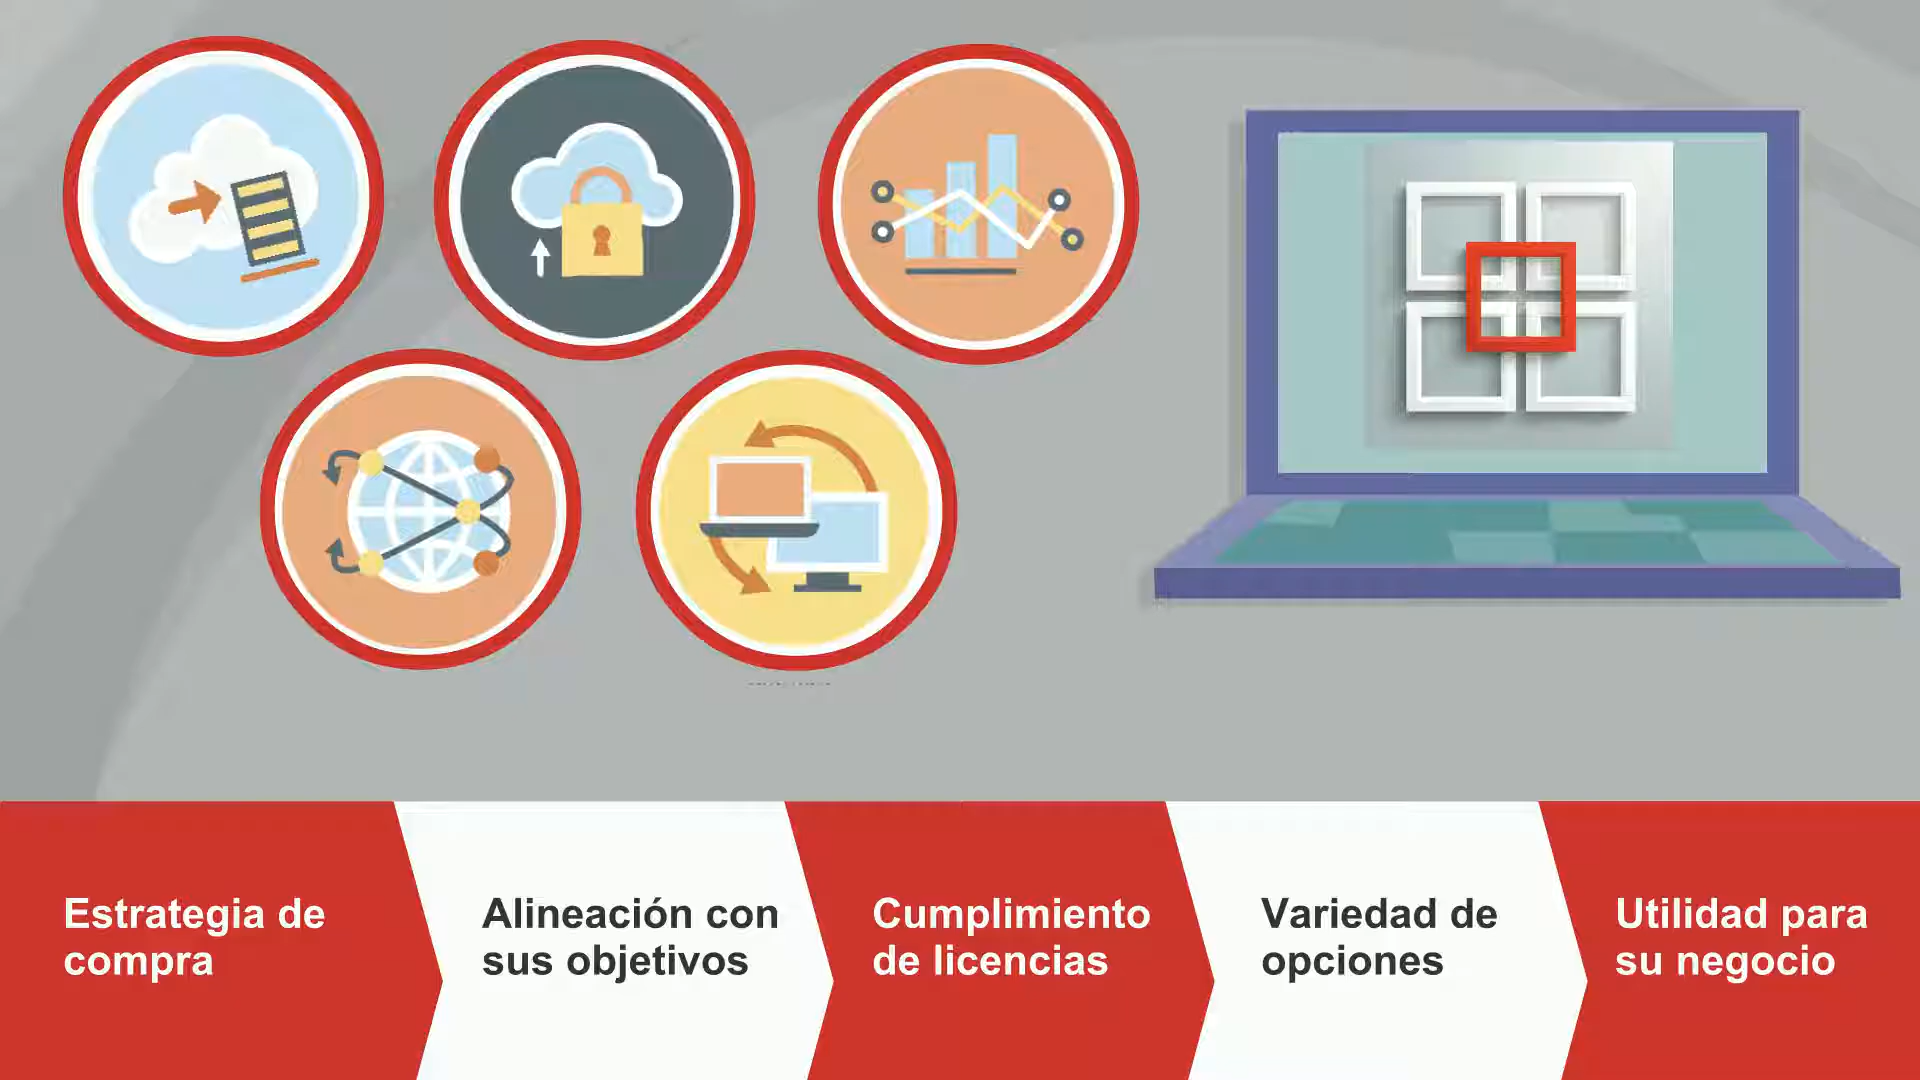 Estrategia de
compra
Alineación con
sus objetivos
Cumplimiento
de licencias
Variedad de
opciones
Utilidad para
su negocio